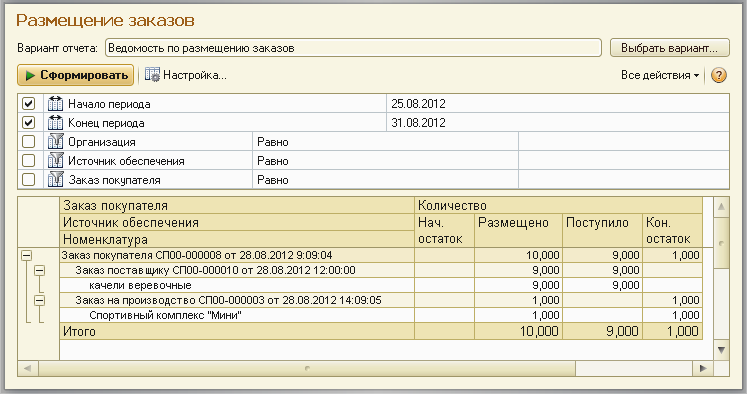 Размещение заказов
Вариант отчета: Ведомость по размещению заказов Выбрать вариант...
Сформировать Настройка... Все действия ?
Начало периода 25.08.2012
Конец периода 31.08.2012
Организация Равно
Источник обеспечения Равно
Заказ покупателя Равно
Заказ покупателя Количество
Источник обеспечения Нач. остаток Размещено Поступило Кон. остаток
Номенклатура
Заказ покупателя СП00-000008 от 28.08.2012 9:09:04 10,000 9,000 1,000
Заказ поставщику СП00-000010 от 28.08.2012 12:00:00 9,000 9,000
качели веревочные 9,000 9,000
Заказ на производство СП00-000003 от 28.08.2012 14:09:05 1,000 1,000
Спортивный комплекс "Мини" 1,000 1,000
Итого 10,000 9,000 1,000